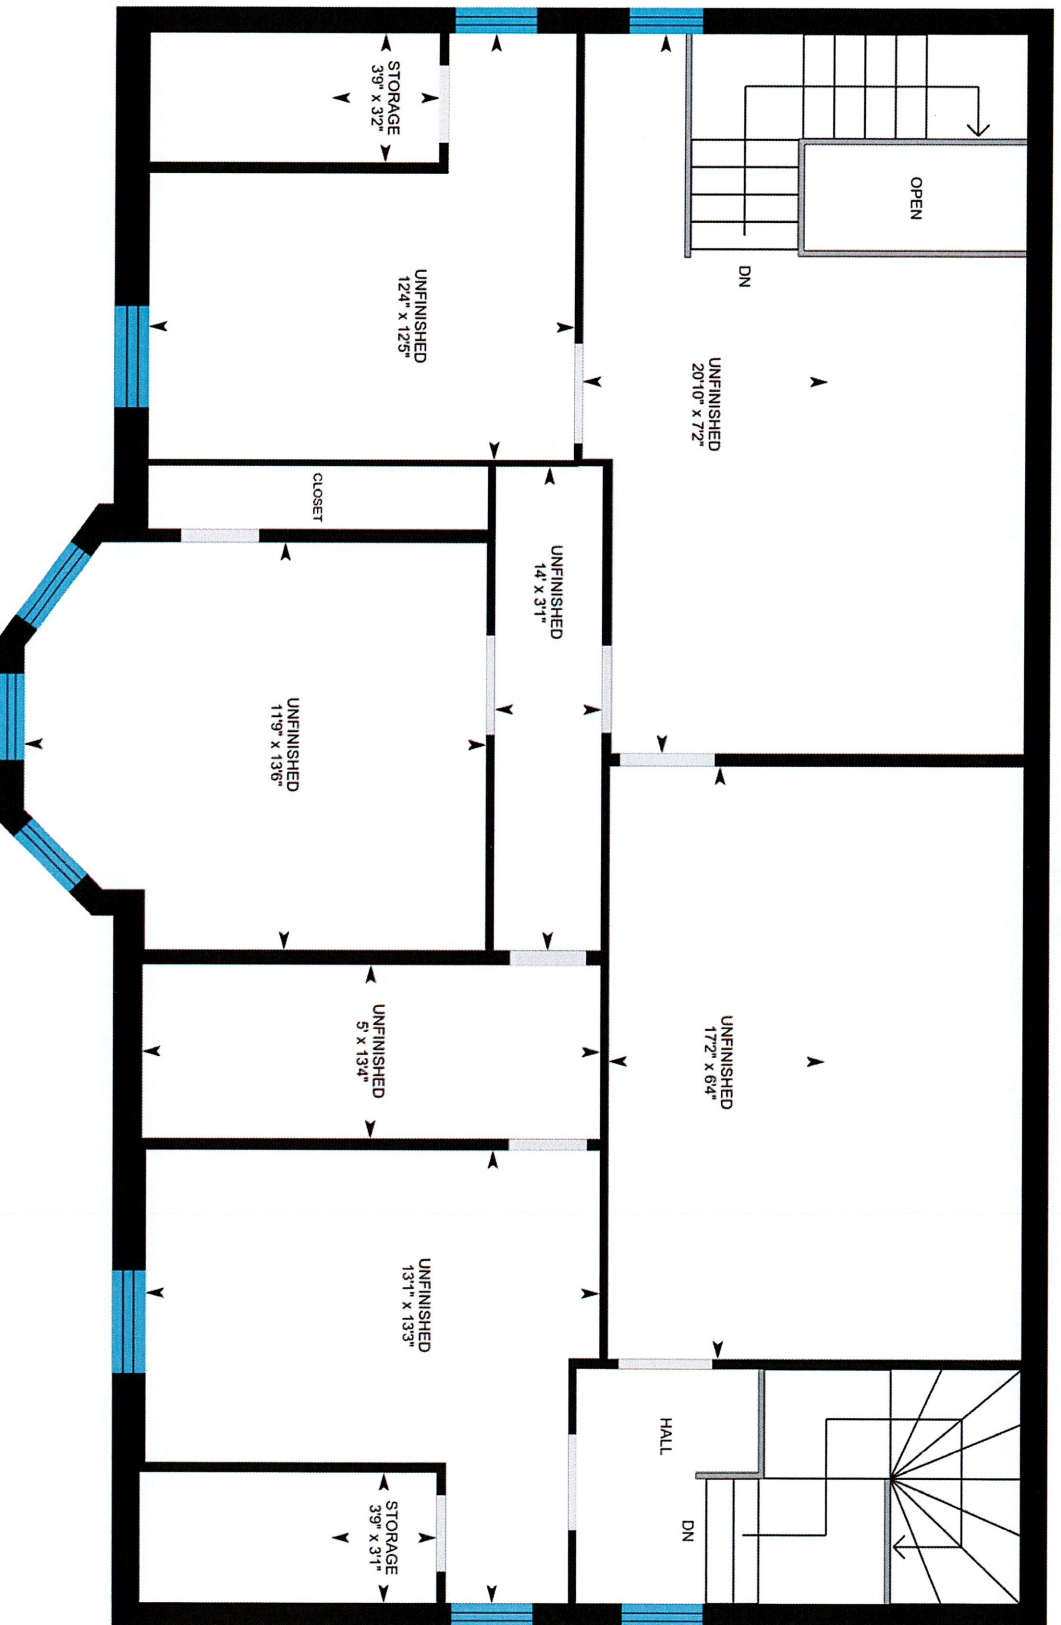 STORAGE
3'9" x 3'2"
OPEN
DN
UNFINISHED
12'4" x 12'5"
UNFINISHED
20'10" x 7'2"
CLOSET
UNFINISHED
14' x 3'1"
UNFINISHED
11'9" x 13'6"
UNFINISHED
5' x 13'4"
UNFINISHED
17'2" x 6'4"
UNFINISHED
13'1" x 13'3"
HALL
DN
STORAGE
3'9" x 3'1"